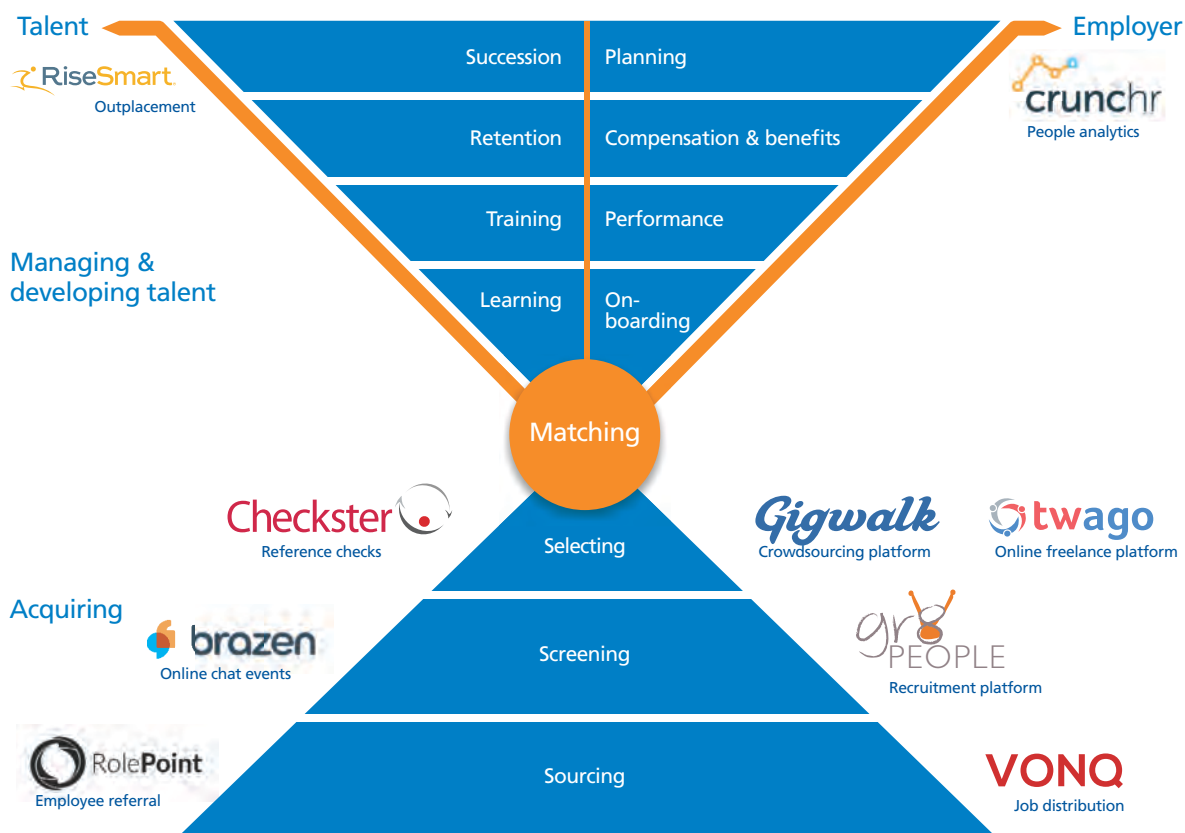 Talent
Employer
RiseSmart
Outplacement
Succession
Planning
crunchr
People analytics
Retention
Compensation & benefits
Training
Performance
Managing &
developing talent
Learning
On-
boarding
Matching
Checkster
Reference checks
Selecting
Gigwalk
Crowdsourcing platform
twago
Online freelance platform
Acquiring
brazen
Online chat events
Screening
gr8
PEOPLE
Recruitment platform
RolePoint
Employee referral
Sourcing
VONQ
Job distribution